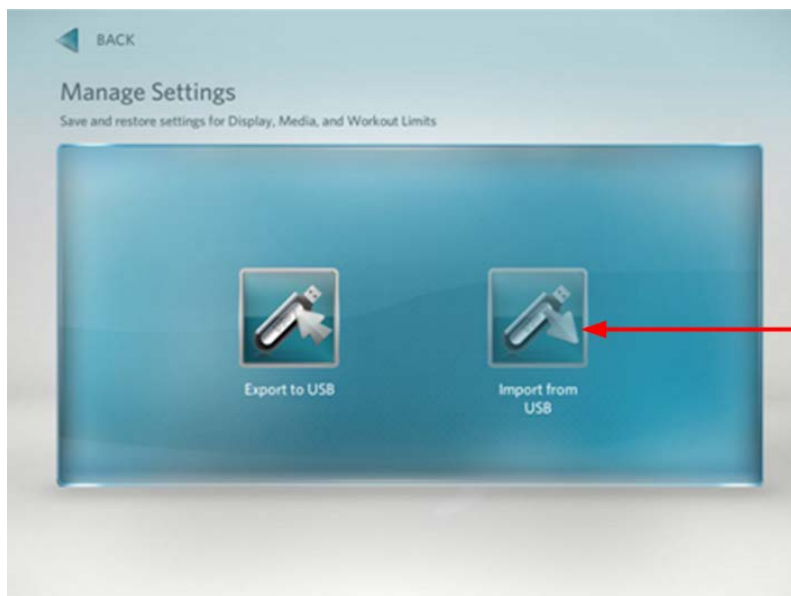 BACK
Manage Settings
Save and restore settings for Display, Media, and Workout Limits
Export to USB
Import from
USB